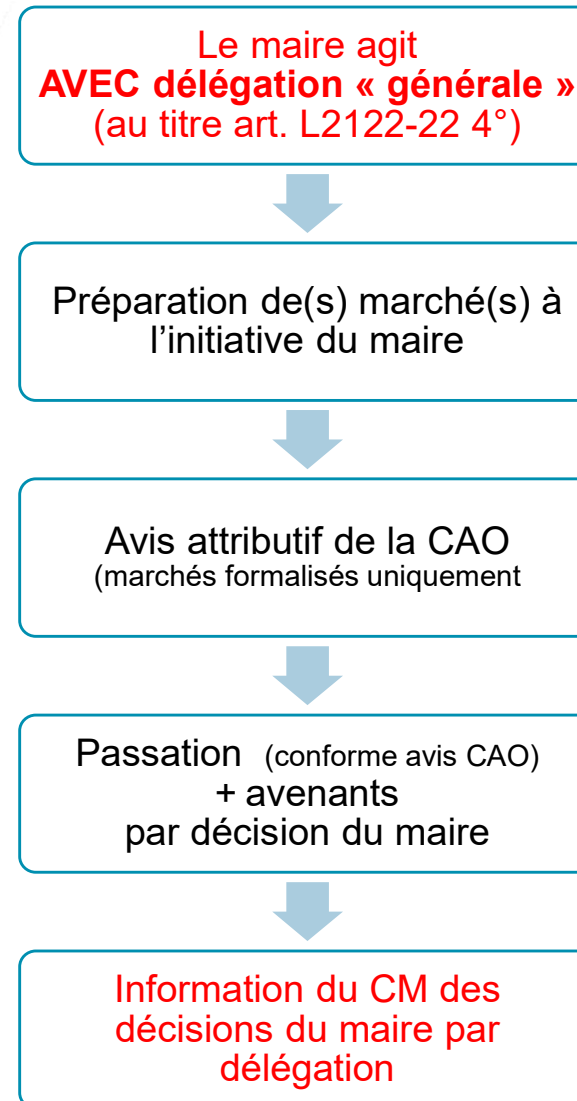 Le maire agit
AVEC délégation « générale »
(au titre art. L2122-22 4°)
Préparation de(s) marché(s) à
l’initiative du maire
Avis attributif de la CAO
(marchés formalisés uniquement
Passation (conforme avis CAO)
+ avenants
par décision du maire
Information du CM des
décisions du maire par
délégation